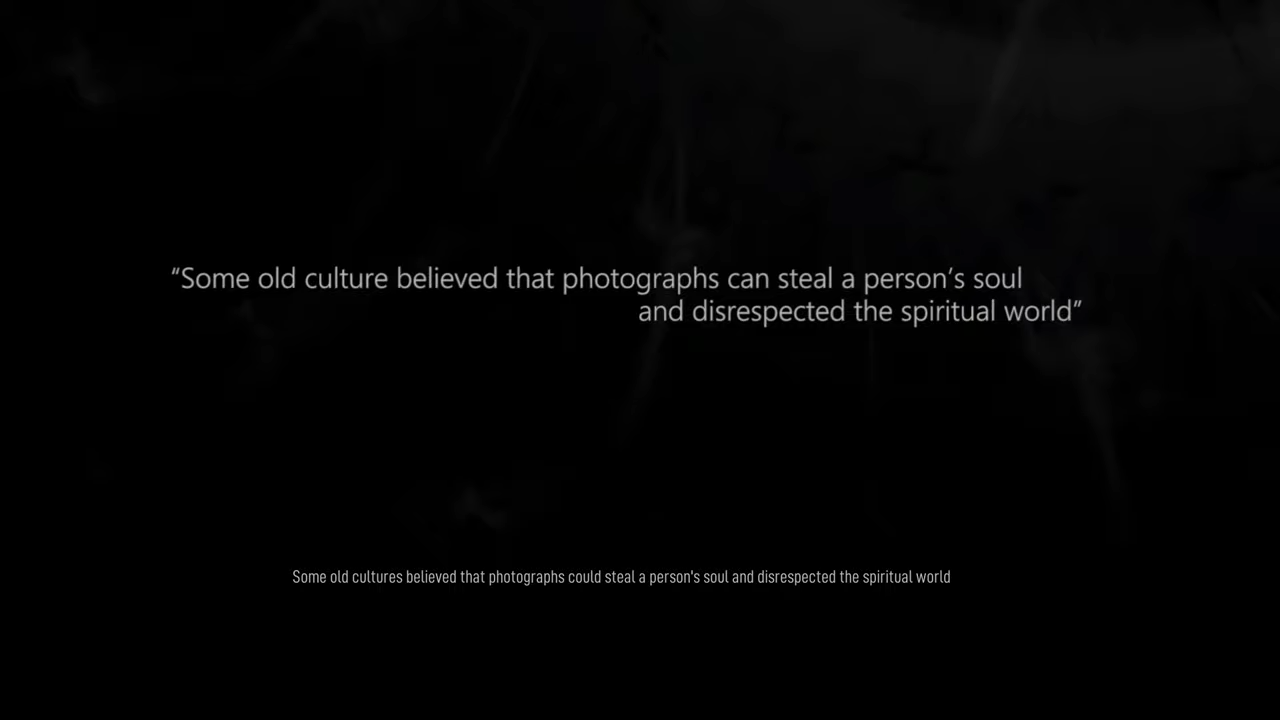 “Some old culture believed that photographs can steal a person’s soul
and disrespected the spiritual world”
Some old cultures believed that photographs could steal a person's soul and disrespect the spiritual world